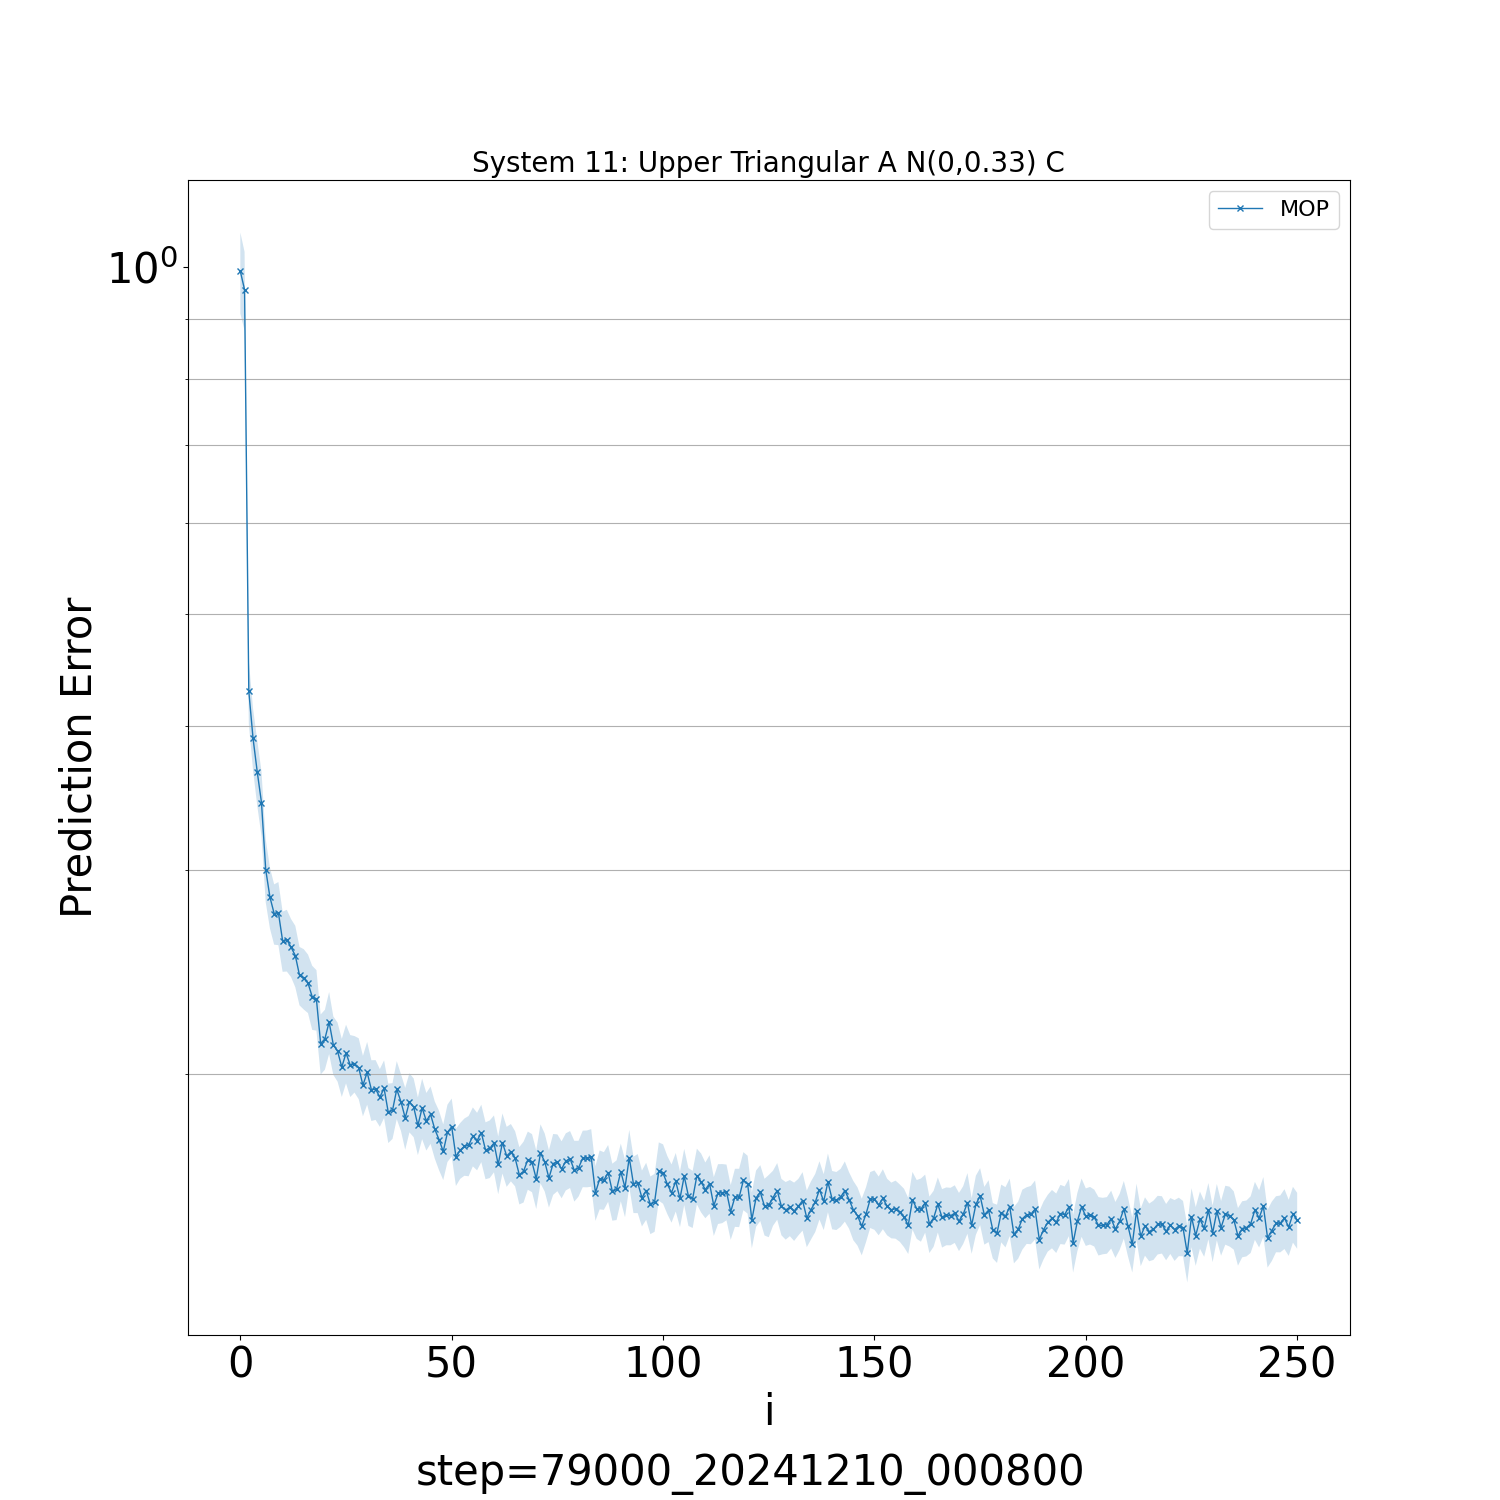 System 11: Upper Triangular A N(0,0.33) C
MOP
10⁰
Prediction Error
0 50 100 150 200 250
i
step=79000_20241210_000800